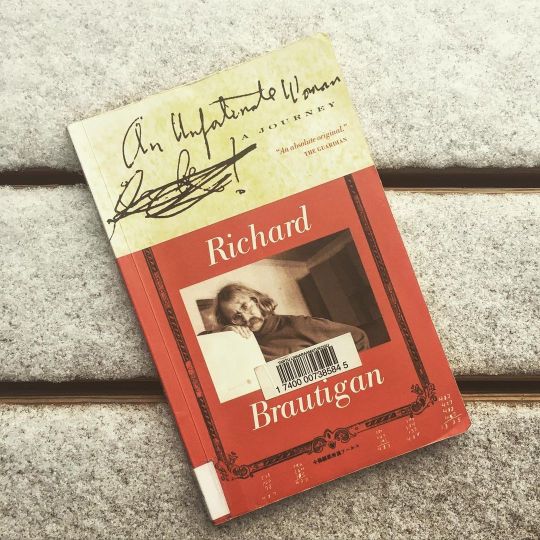 An Unfortunate Woman
A JOURNEY
"An absolute original."
THE GUARDIAN
Richard
1 7400 00738584 5
Brautigan